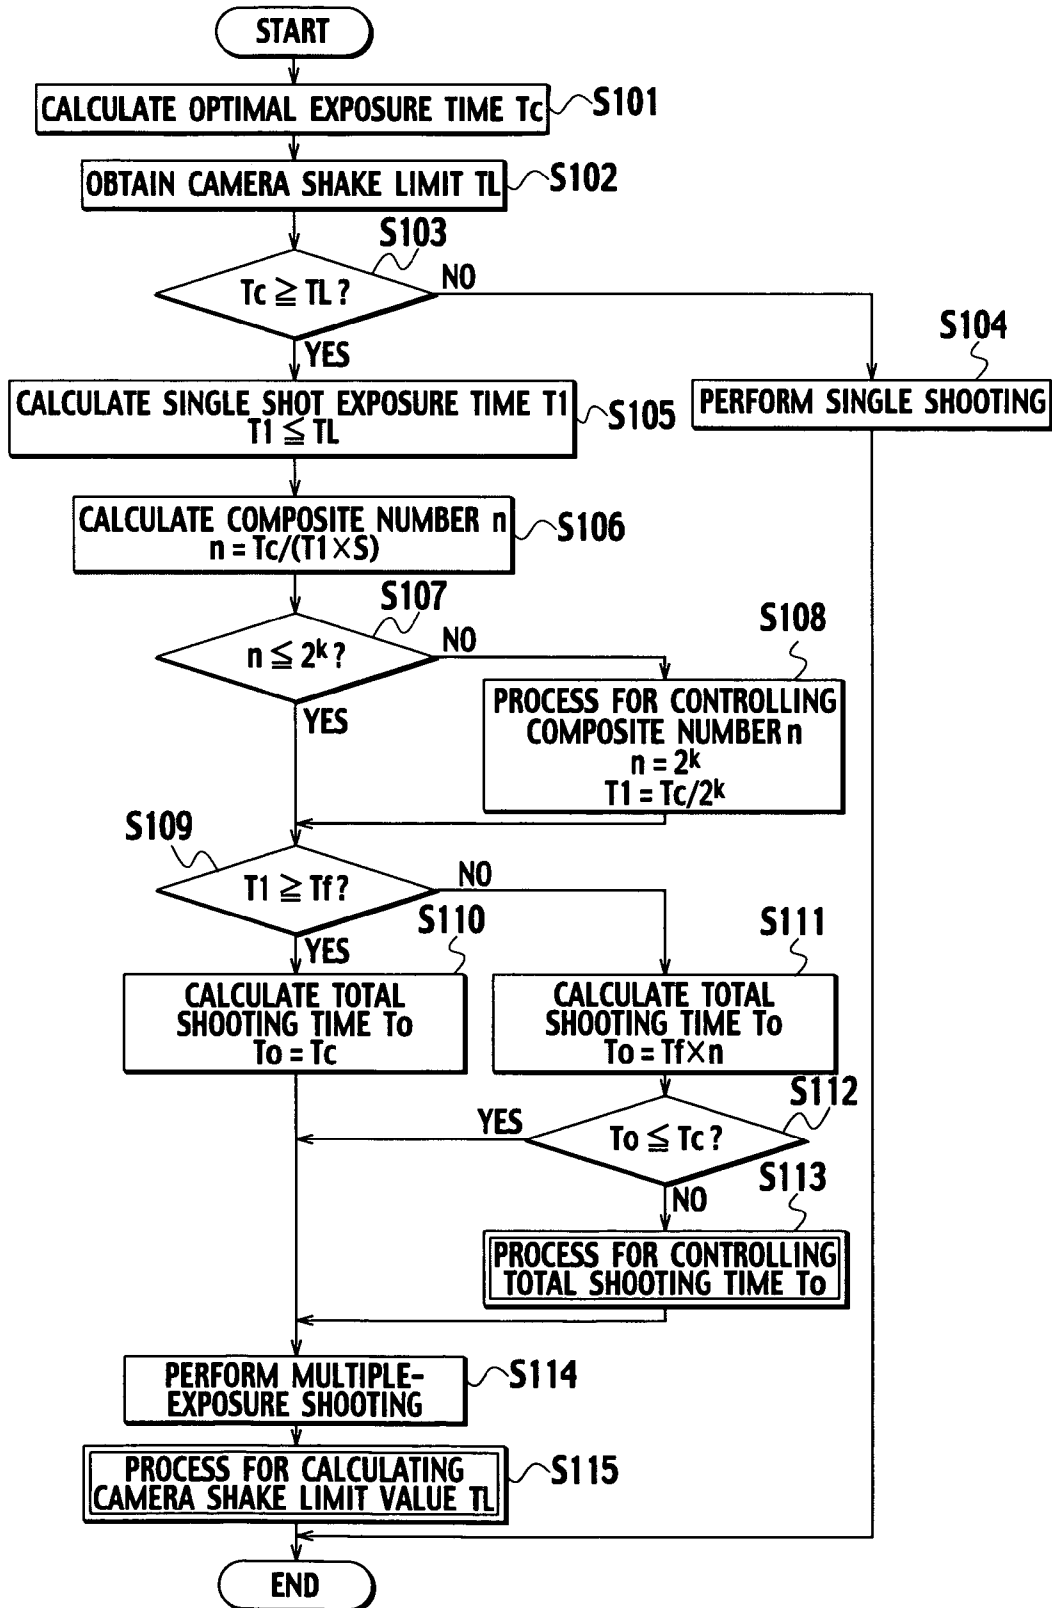 START
CALCULATE OPTIMAL EXPOSURE TIME Tc
S101
OBTAIN CAMERA SHAKE LIMIT TL
S102
S103
Tc ≧ TL?
NO
YES
S104
PERFORM SINGLE SHOOTING
CALCULATE SINGLE SHOT EXPOSURE TIME T1
T1 ≦ TL
S105
CALCULATE COMPOSITE NUMBER n
n = Tc/(T1×S)
S106
S107
n ≦ 2ᵏ?
NO
YES
S108
PROCESS FOR CONTROLLING
COMPOSITE NUMBER n
n = 2ᵏ
T1 = Tc/2ᵏ
S109
T1 ≧ Tf?
NO
YES
S110
CALCULATE TOTAL
SHOOTING TIME To
To = Tc
S111
CALCULATE TOTAL
SHOOTING TIME To
To = Tf×n
S112
To ≦ Tc?
YES
NO
S113
PROCESS FOR CONTROLLING
TOTAL SHOOTING TIME To
PERFORM MULTIPLE-
EXPOSURE SHOOTING
S114
PROCESS FOR CALCULATING
CAMERA SHAKE LIMIT VALUE TL
S115
END